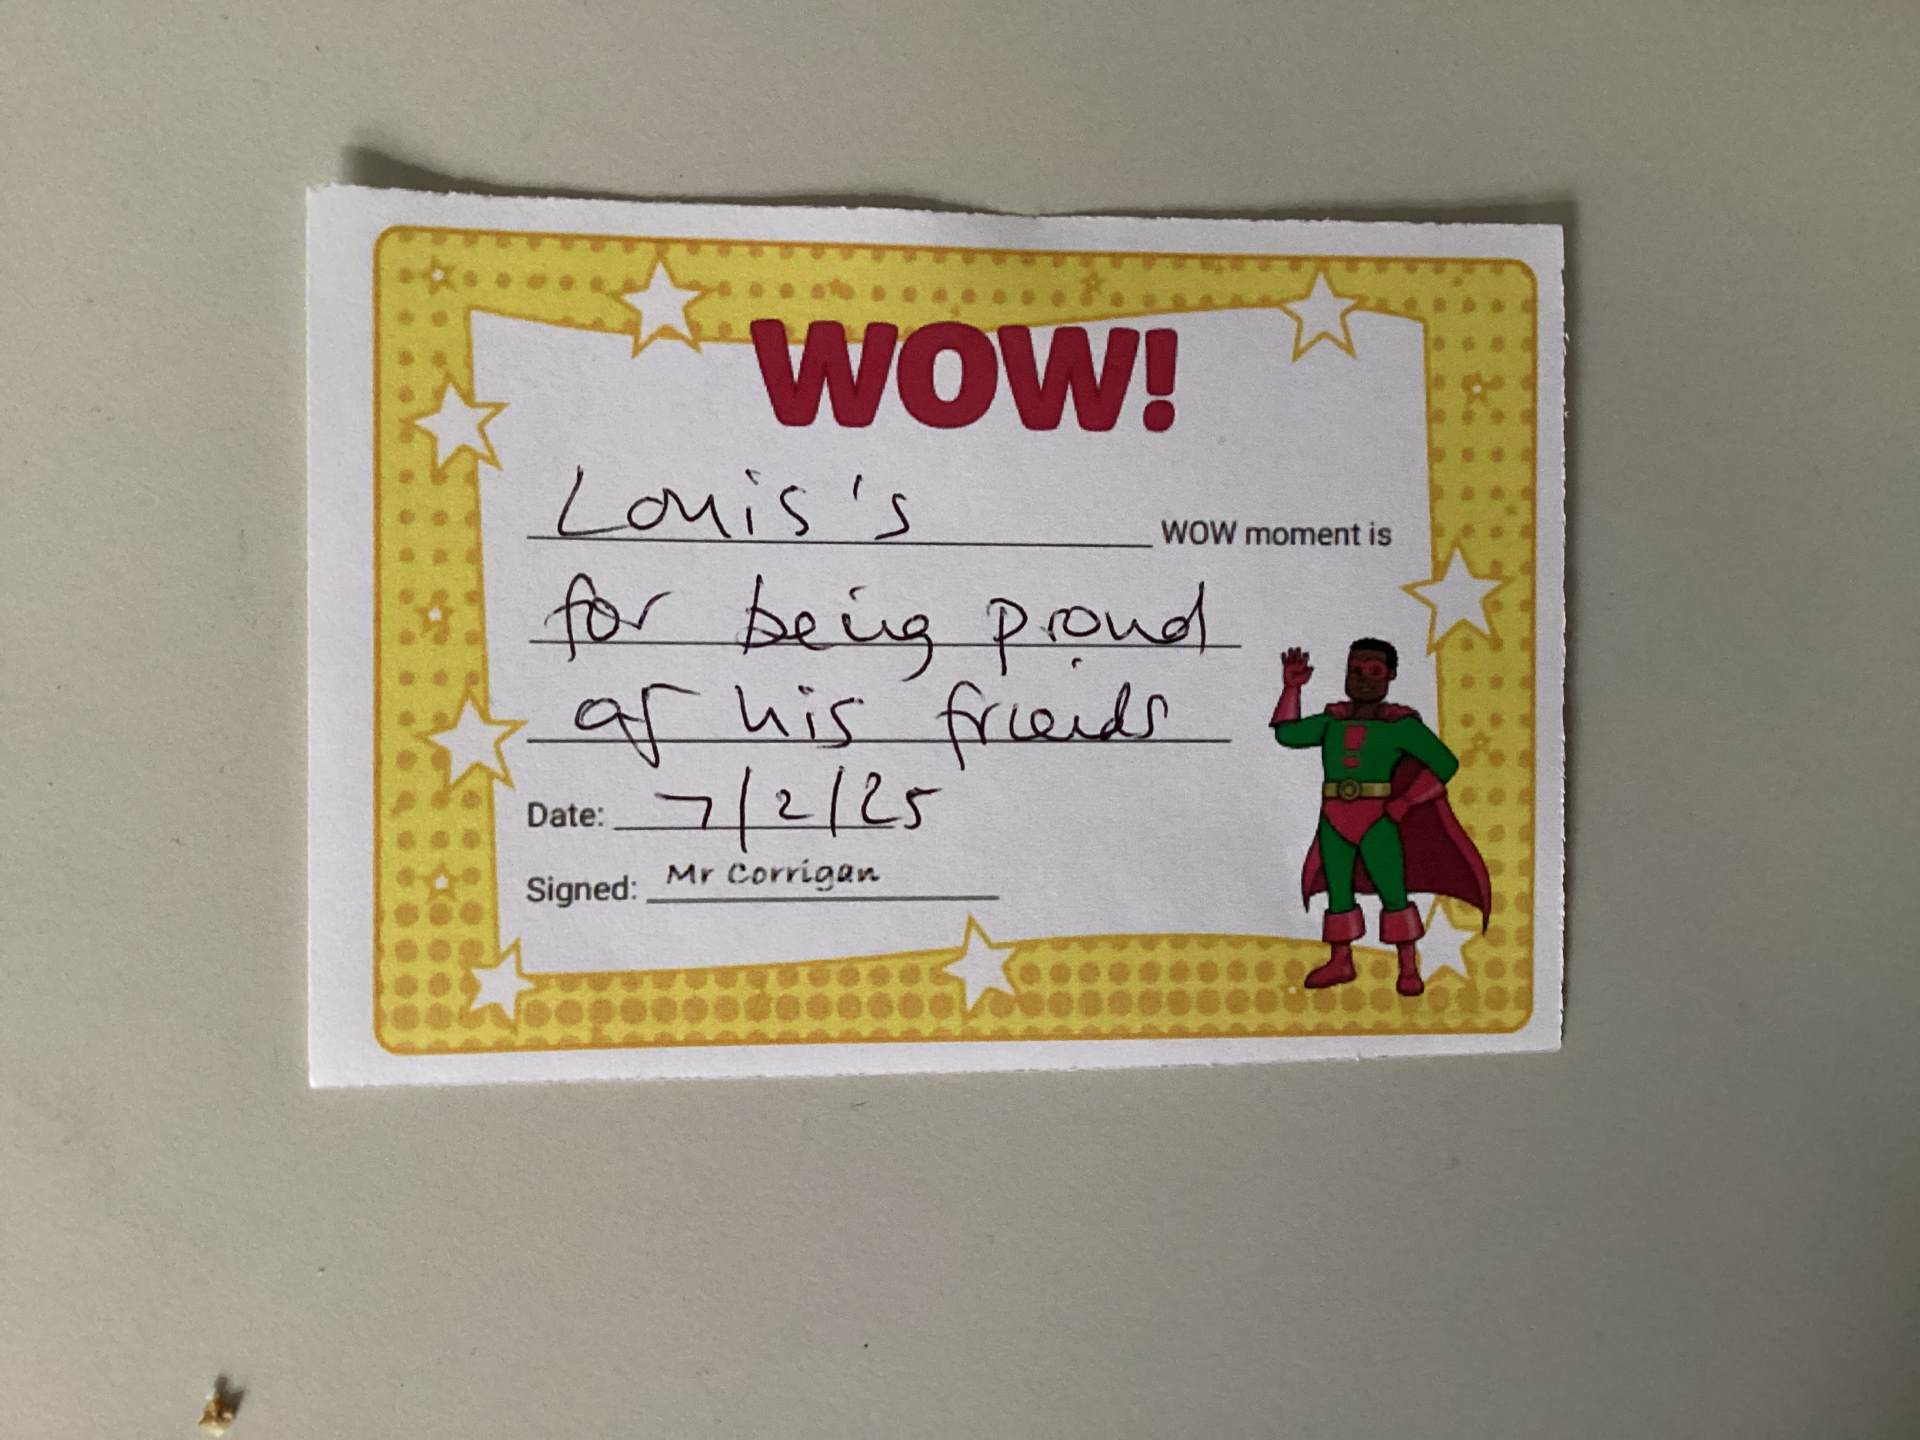 WOW!
Louis's WOW moment is
for being proud
of his friends
Date: 7/2/25
Signed: Mr Corrigan